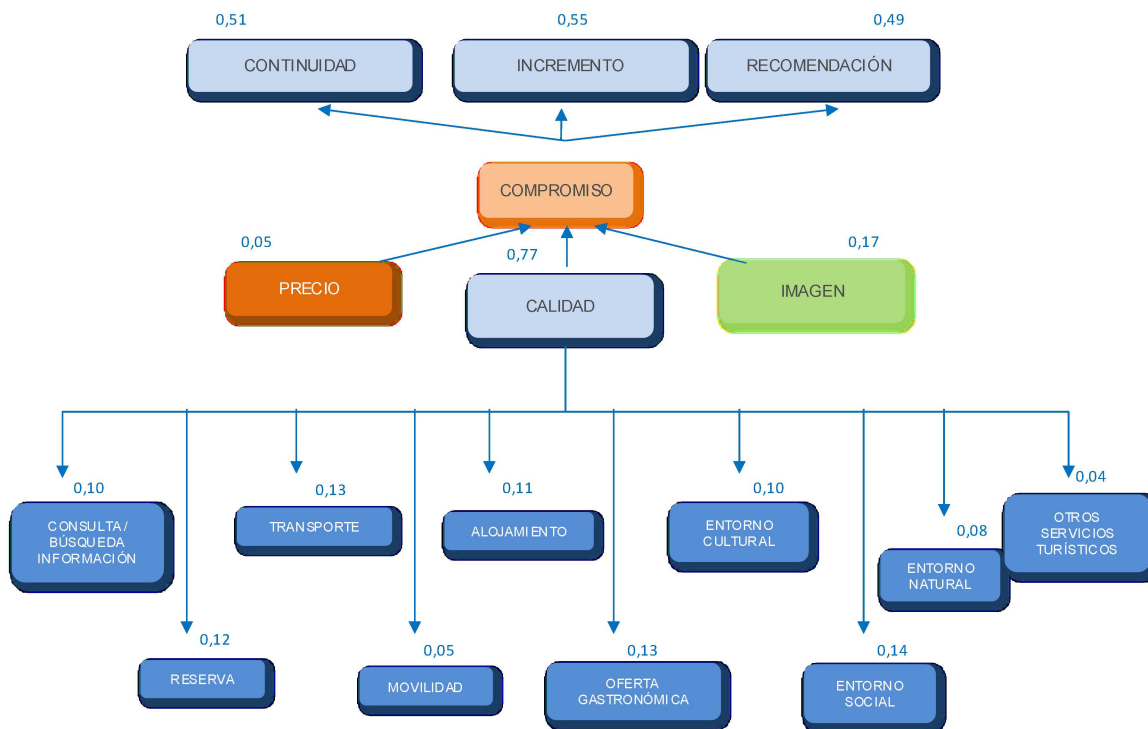 0,51
0,55
0,49
CONTINUIDAD
INCREMENTO
RECOMENDACIÓN
COMPROMISO
0,05
0,77
0,17
PRECIO
CALIDAD
IMAGEN
0,10
CONSULTA/
BÚSQUEDA
INFORMACIÓN
0,13
TRANSPORTE
0,11
ALOJAMIENTO
0,10
ENTORNO
CULTURAL
0,08
ENTORNO
NATURAL
0,04
OTROS
SERVICIOS
TURÍSTICOS
0,12
RESERVA
0,05
MOVILIDAD
0,13
OFERTA
GASTRONÓMICA
0,14
ENTORNO
SOCIAL